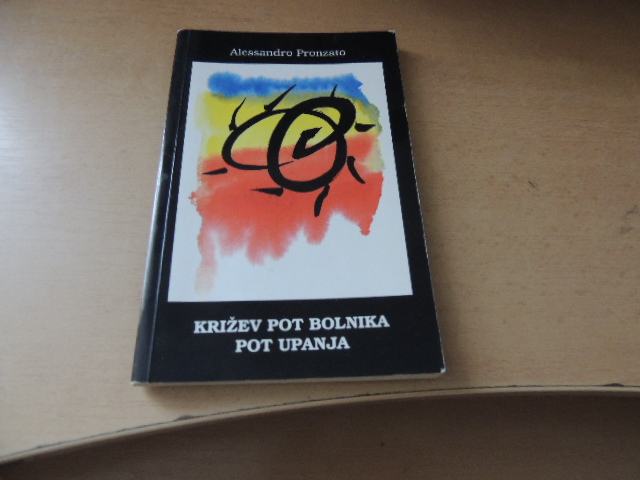 Alessandro Pronzato
KRIŽEV POT BOLNIKA
POT UPANJA